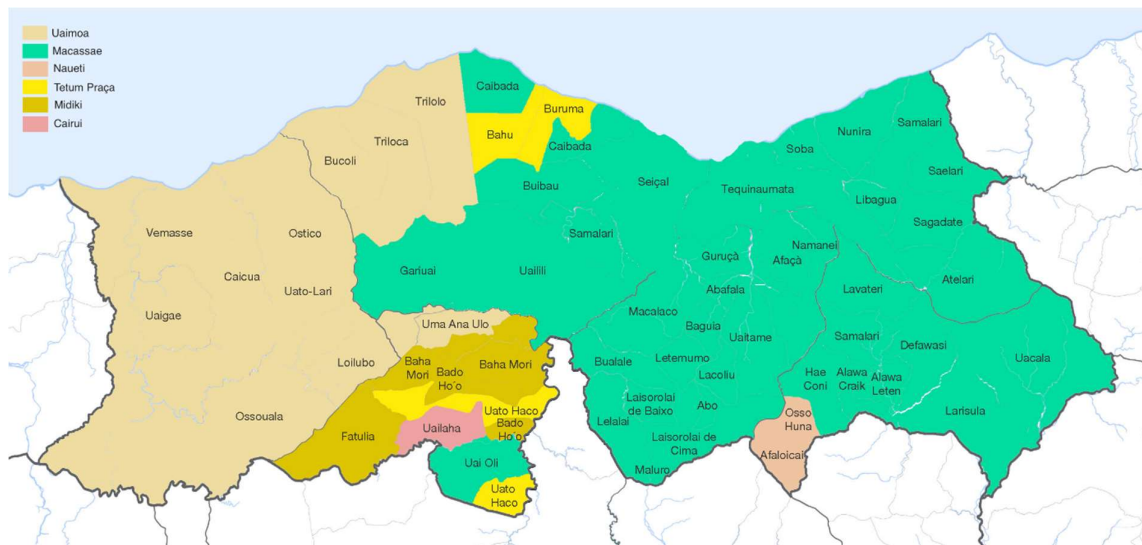 Uaimoa
Macassae
Naueti
Tetum Praça
Midiki
Cairui
Caibada
Trilolo
Buruma
Bahu
Triloca
Caibada
Bucoli
Nunira
Samalari
Soba
Saelari
Buibau
Seiçal
Tequinaumata
Libagua
Sagadate
Vemasse
Ostico
Samalari
Namanei
Afaçà
Guruçà
Gariuai
Uailili
Caicua
Uato-Lari
Abafala
Lavateri
Atelari
Uaigae
Macalaco
Baguia
Uaitame
Uma Ana Ulo
Samalari
Defawasi
Uacala
Loilubo
Baha
Mori
Bado
Ho´o
Baha Mori
Bualale
Letemumo
Lacoliu
Hae
Coni
Alawa
Craik
Alawa
Leten
Laisorolai
de Baixo
Abo
Larisula
Ossouala
Uato Haco
Bado
Ho´o
Lelalai
Osso
Huna
Fatulia
Uailaha
Laisorolai de
Cima
Afaloicai
Uai Oli
Maluro
Uato
Haco